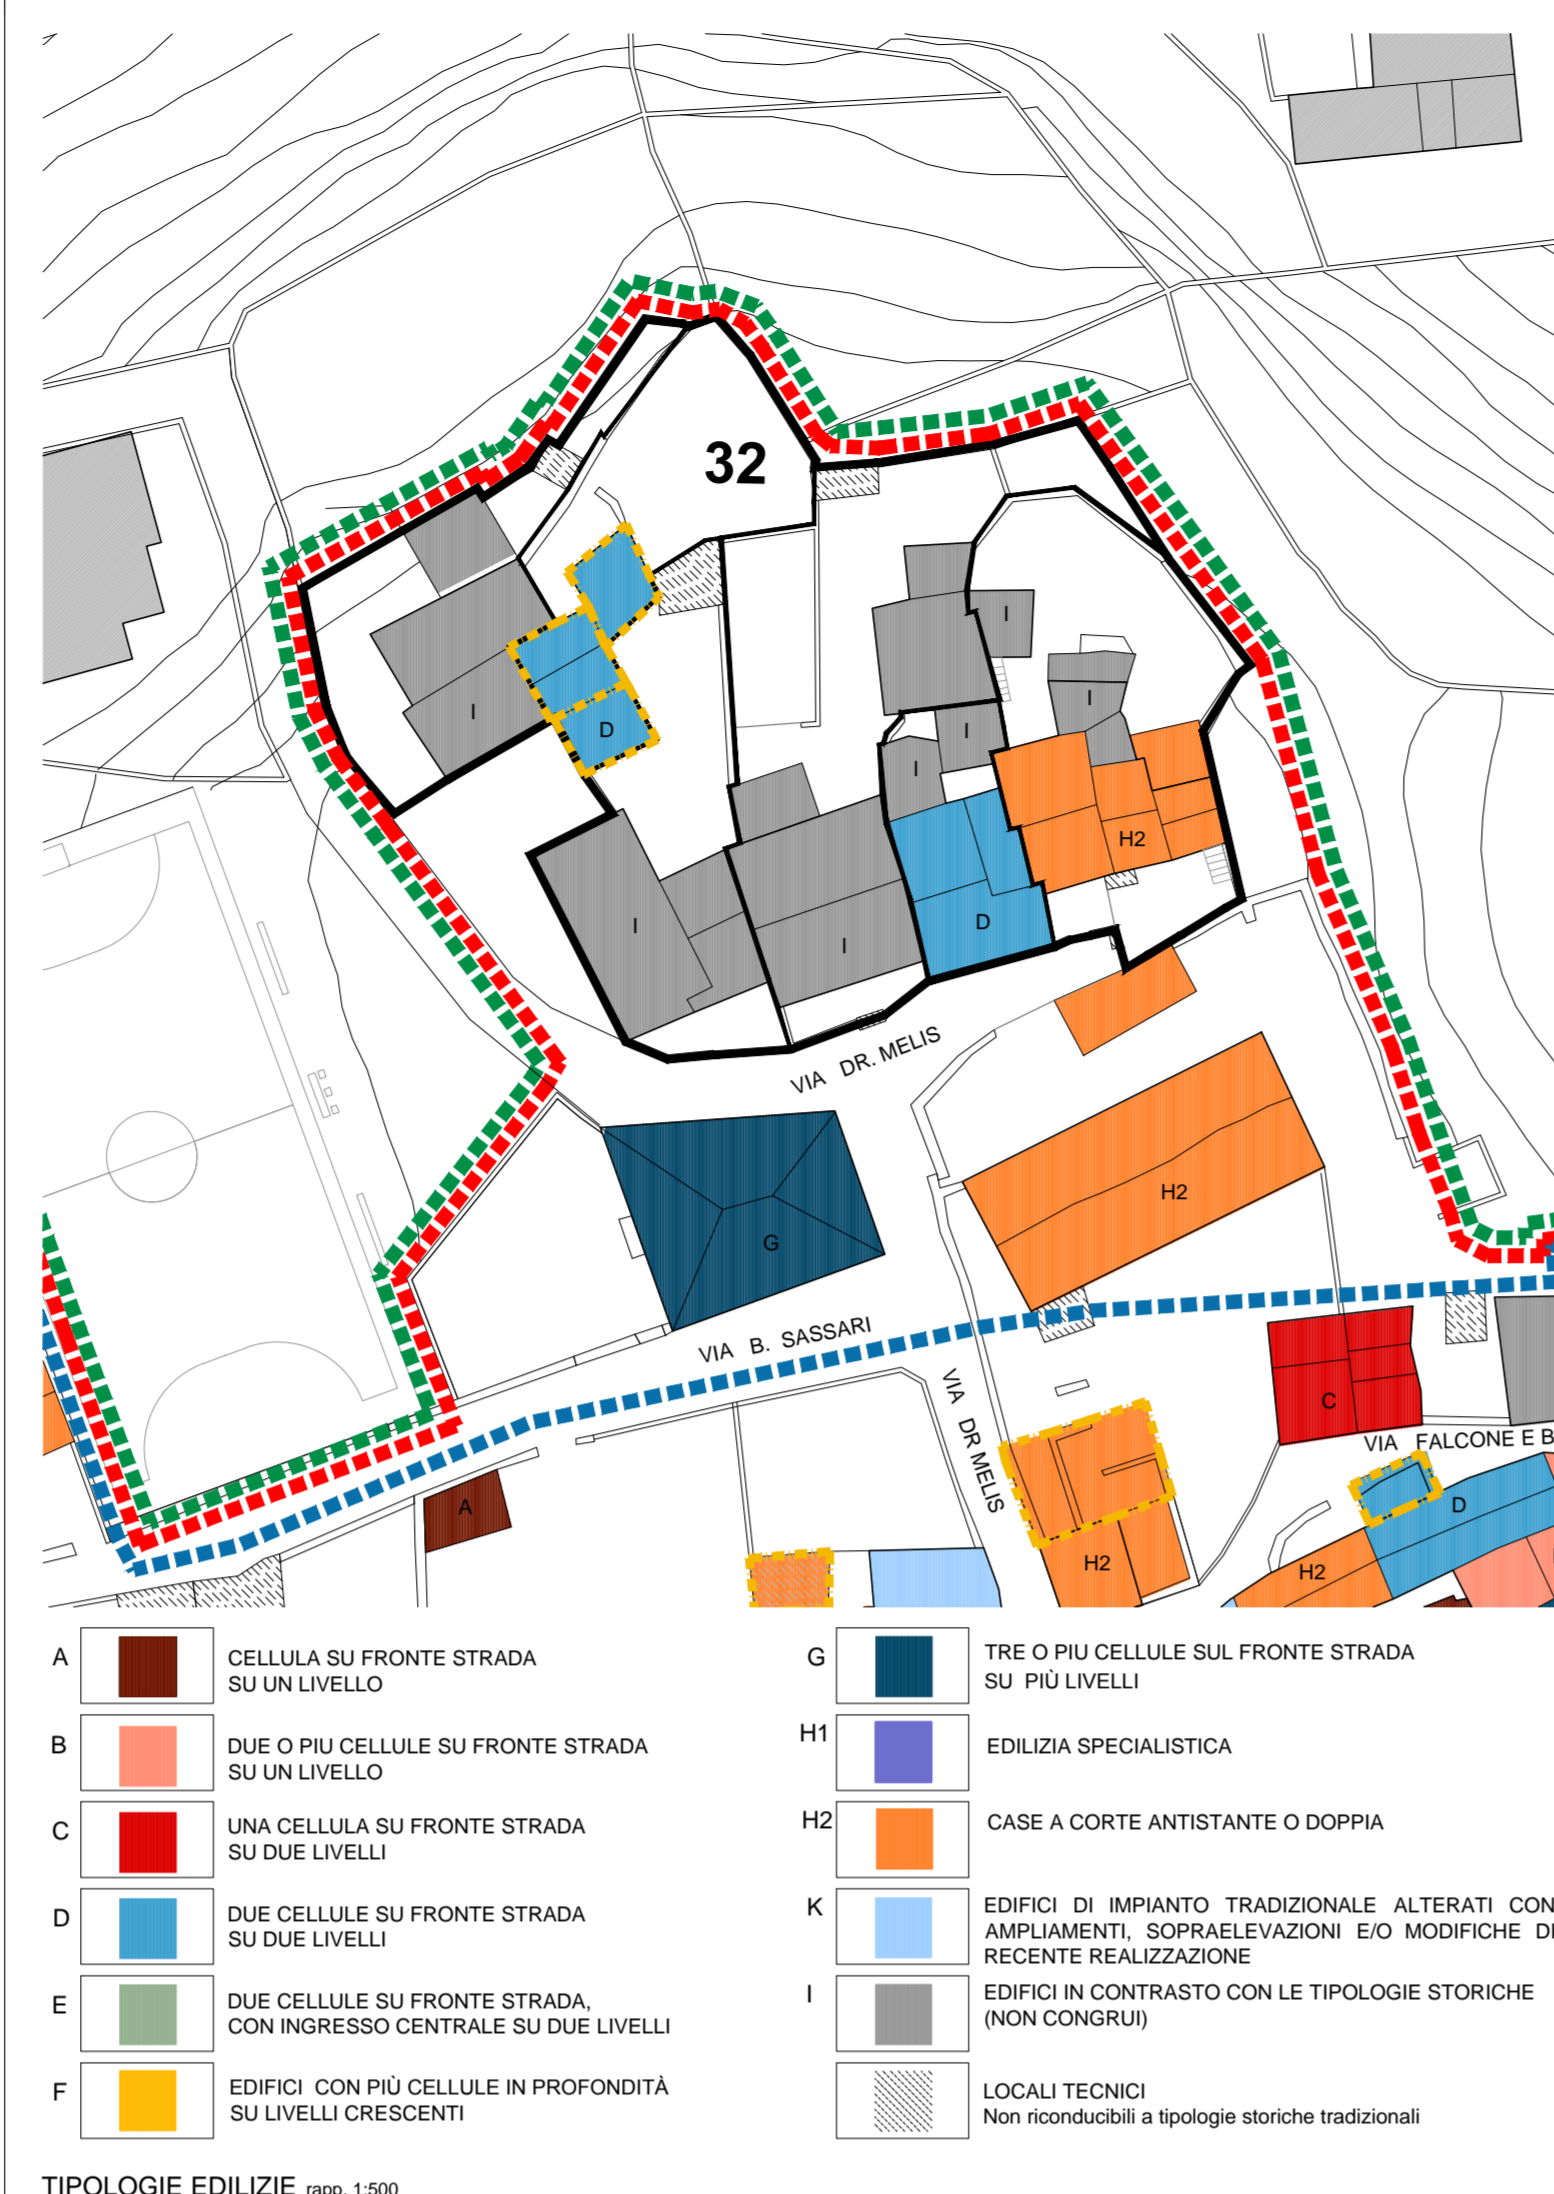 32
I
I
I
D
I
I
H2
I
I
D
VIA DR. MELIS
H2
G
VIA B. SASSARI
VIA DR MELIS
C
VIA FALCONE E B
A
D
H2
H2
A
CELLULA SU FRONTE STRADA
SU UN LIVELLO
B
DUE O PIU CELLULE SU FRONTE STRADA
SU UN LIVELLO
C
UNA CELLULA SU FRONTE STRADA
SU DUE LIVELLI
D
DUE CELLULE SU FRONTE STRADA
SU DUE LIVELLI
E
DUE CELLULE SU FRONTE STRADA,
CON INGRESSO CENTRALE SU DUE LIVELLI
F
EDIFICI CON PIÙ CELLULE IN PROFONDITÀ
SU LIVELLI CRESCENTI
G
TRE O PIU CELLULE SUL FRONTE STRADA
SU PIÙ LIVELLI
H1
EDILIZIA SPECIALISTICA
H2
CASE A CORTE ANTISTANTE O DOPPIA
K
EDIFICI DI IMPIANTO TRADIZIONALE ALTERATI CON
AMPLIAMENTI, SOPRAELEVAZIONI E/O MODIFICHE DI
RECENTE REALIZZAZIONE
I
EDIFICI IN CONTRASTO CON LE TIPOLOGIE STORICHE
(NON CONGRUI)
LOCALI TECNICI
Non riconducibili a tipologie storiche tradizionali
TIPOLOGIE EDILIZIE rapp. 1:500